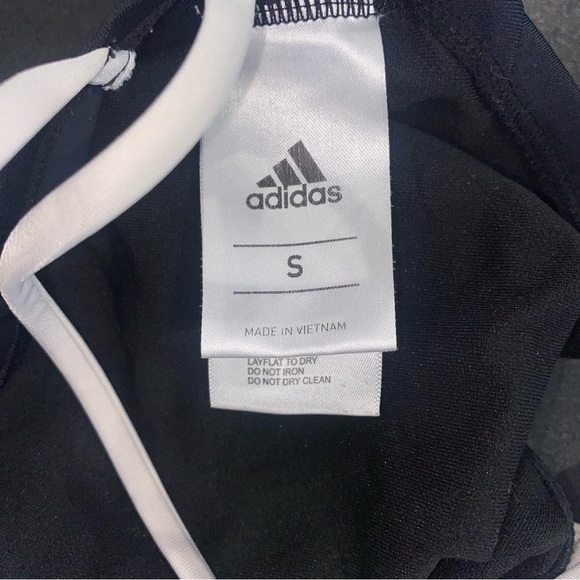 adidas
S
MADE IN VIETNAM
LAYFLAT TO DRY
DO NOT IRON
DO NOT DRY CLEAN